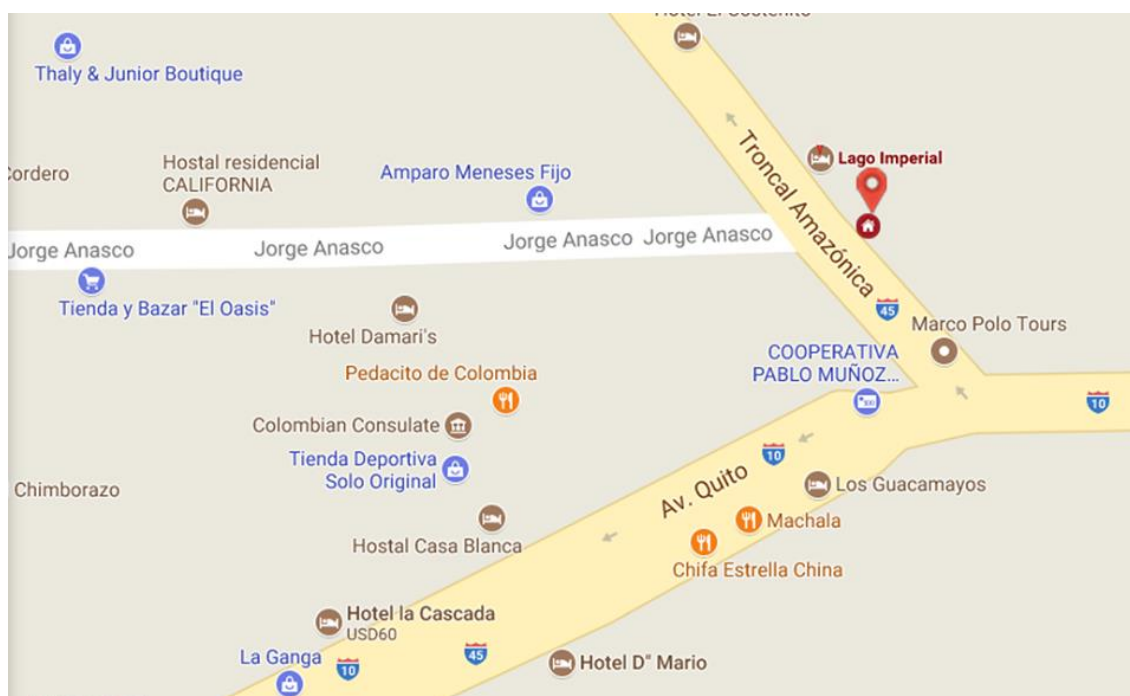 Hotel El Sostenito
Thaly & Junior Boutique
Lago Imperial
Cordero
Hostal residencial
CALIFORNIA
Amparo Meneses Fijo
Troncal Amazónica
Jorge Anasco
Jorge Anasco
Jorge Anasco
Jorge Anasco
Tienda y Bazar "El Oasis"
45
Hotel Damari's
Marco Polo Tours
COOPERATIVA
PABLO MUÑOZ...
Pedacito de Colombia
10
Colombian Consulate
10
Tienda Deportiva
Solo Original
Av. Quito
Chimborazo
Los Guacamayos
Machala
Hostal Casa Blanca
Chifa Estrella China
Hotel la Cascada
USD60
La Ganga
10
45
Hotel D" Mario